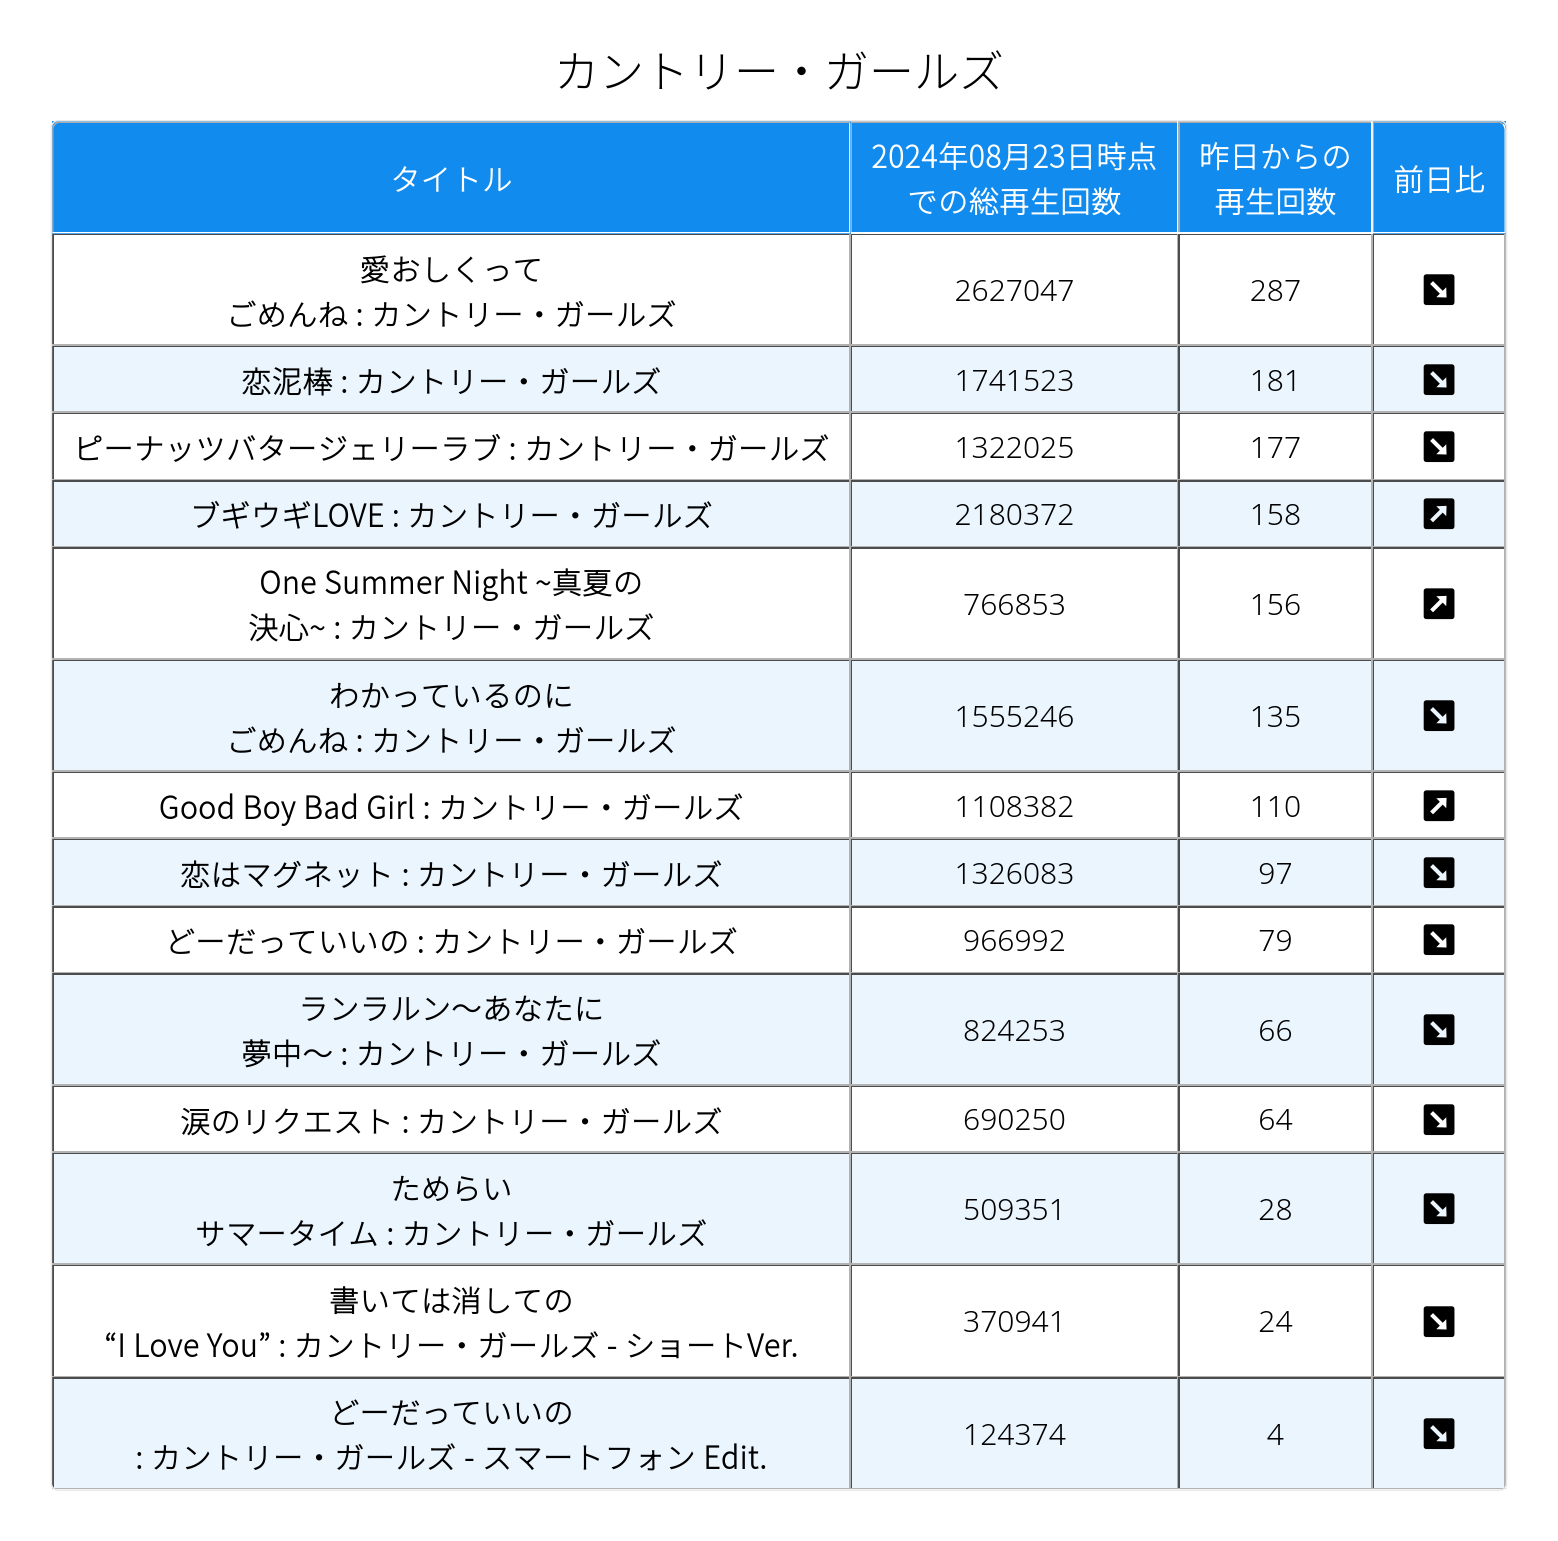 カントリー・ガールズ
タイトル
2024年08月23日時点
での総再生回数
昨日からの
再生回数
前日比
愛おしくって
ごめんね : カントリー・ガールズ
2627047
287
恋泥棒 : カントリー・ガールズ
1741523
181
ピーナッツバタージェリーラブ : カントリー・ガールズ
1322025
177
ブギウギLOVE : カントリー・ガールズ
2180372
158
One Summer Night ~真夏の
決心~ : カントリー・ガールズ
766853
156
わかっているのに
ごめんね : カントリー・ガールズ
1555246
135
Good Boy Bad Girl : カントリー・ガールズ
1108382
110
恋はマグネット : カントリー・ガールズ
1326083
97
どーだっていいの : カントリー・ガールズ
966992
79
ランラルン～あなたに
夢中～ : カントリー・ガールズ
824253
66
涙のリクエスト : カントリー・ガールズ
690250
64
ためらい
サマータイム : カントリー・ガールズ
509351
28
書いては消しての
“I Love You” : カントリー・ガールズ - ショートVer.
370941
24
どーだっていいの
: カントリー・ガールズ - スマートフォン Edit.
124374
4